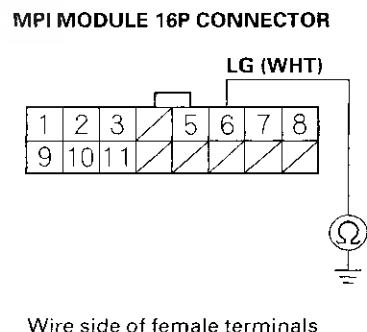 MPI MODULE 16P CONNECTOR
LG (WHT)
1 2 3 5 6 7 8
9 10 11
Ω
Wire side of female terminals